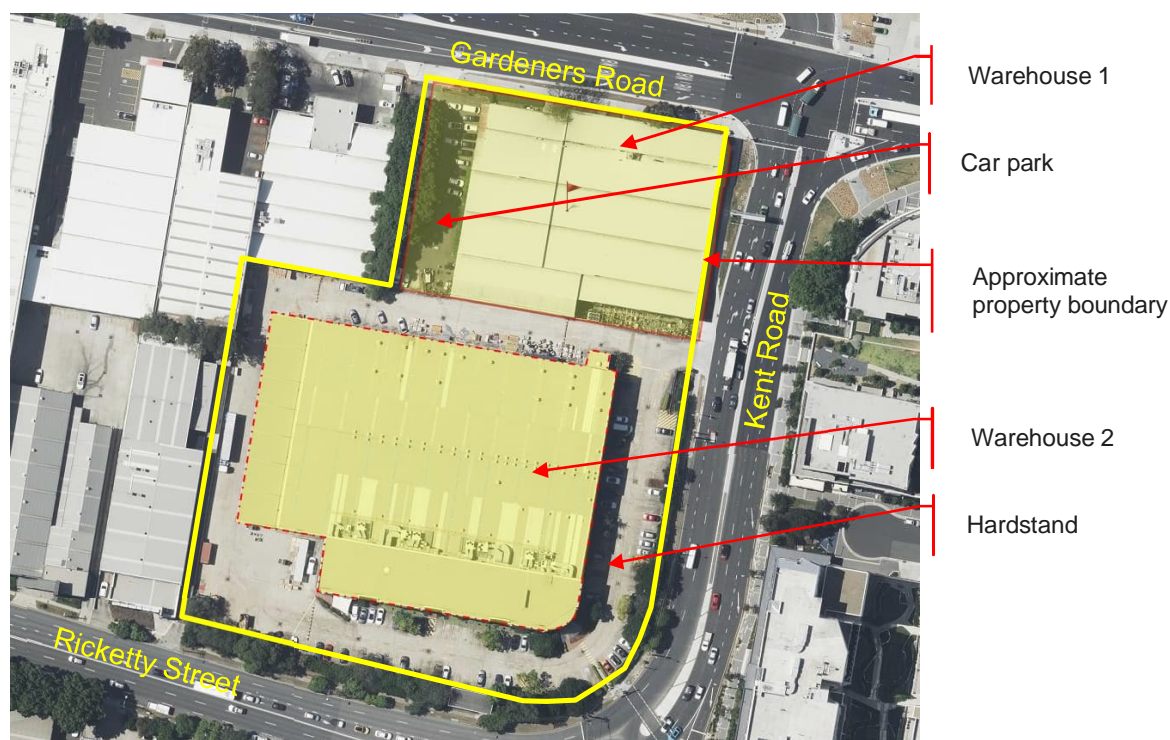 Gardeners Road
Warehouse 1
Car park
Approximate
property boundary
Kent Road
Warehouse 2
Hardstand
Ricketty Street